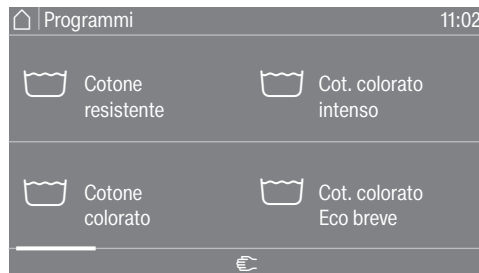 Programmi
11:02
Cotone
resistente
Cot. colorato
intenso
Cotone
colorato
Cot. colorato
Eco breve